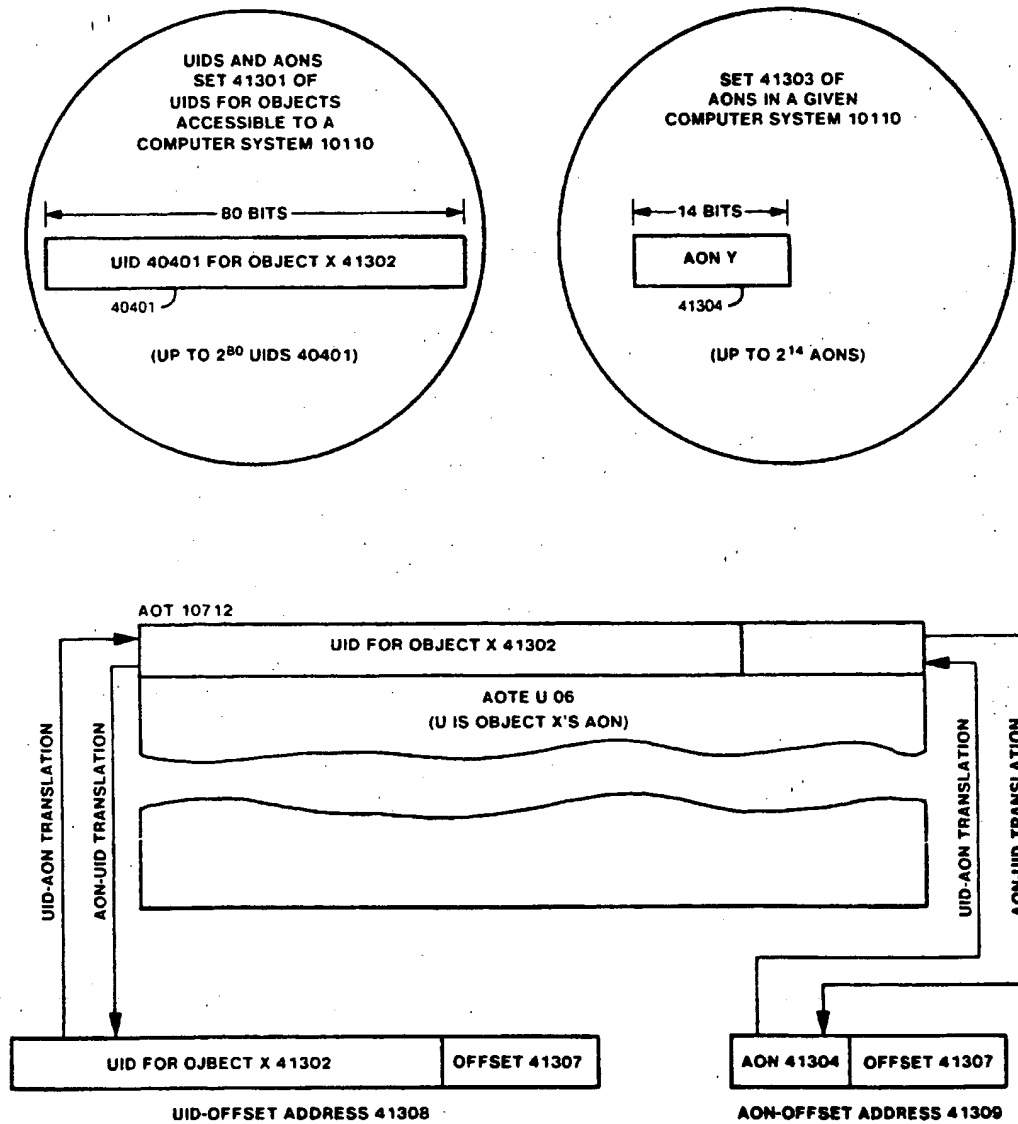 UIDS AND AONS
SET 41301 OF
UIDS FOR OBJECTS
ACCESSIBLE TO A
COMPUTER SYSTEM 10110
80 BITS
UID 40401 FOR OBJECT X 41302
40401
(UP TO 2⁸⁰ UIDS 40401)
SET 41303 OF
AONS IN A GIVEN
COMPUTER SYSTEM 10110
14 BITS
AON Y
41304
(UP TO 2¹⁴ AONS)
AOT 10712
UID FOR OBJECT X 41302
AOTE U 06
(U IS OBJECT X'S AON)
UID-AON TRANSLATION
AON-UID TRANSLATION
UID-AON TRANSLATION
AON-UID TRANSLATION
UID FOR OJBECT X 41302
OFFSET 41307
UID-OFFSET ADDRESS 41308
AON 41304
OFFSET 41307
AON-OFFSET ADDRESS 41309